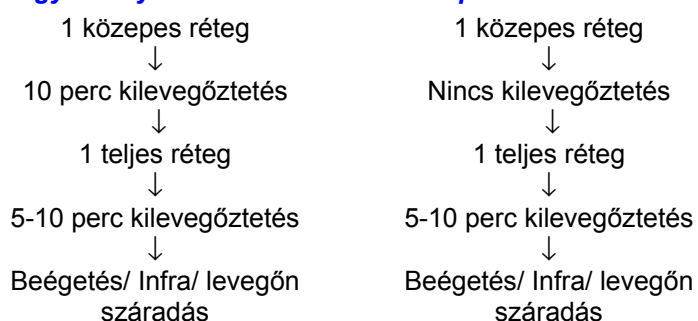 1 közepes réteg
↓
10 perc kilevegőztetés
↓
1 teljes réteg
↓
5-10 perc kilevegőztetés
↓
Beégetés/ Infra/ levegőn
száradás
1 közepes réteg
↓
Nincs kilevegőztetés
↓
1 teljes réteg
↓
5-10 perc kilevegőztetés
↓
Beégetés/ Infra/ levegőn
száradás